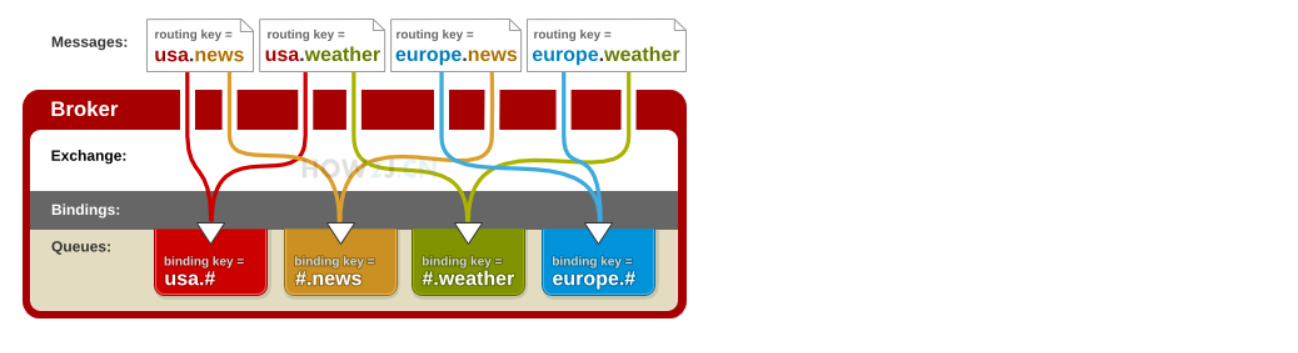 Messages:
routing key =
usa.news
routing key =
usa.weather
routing key =
europe.news
routing key =
europe.weather
Broker
Exchange:
HOW2J.CN
Bindings:
Queues:
binding key =
usa.#
binding key =
#.news
binding key =
#.weather
binding key =
europe.#